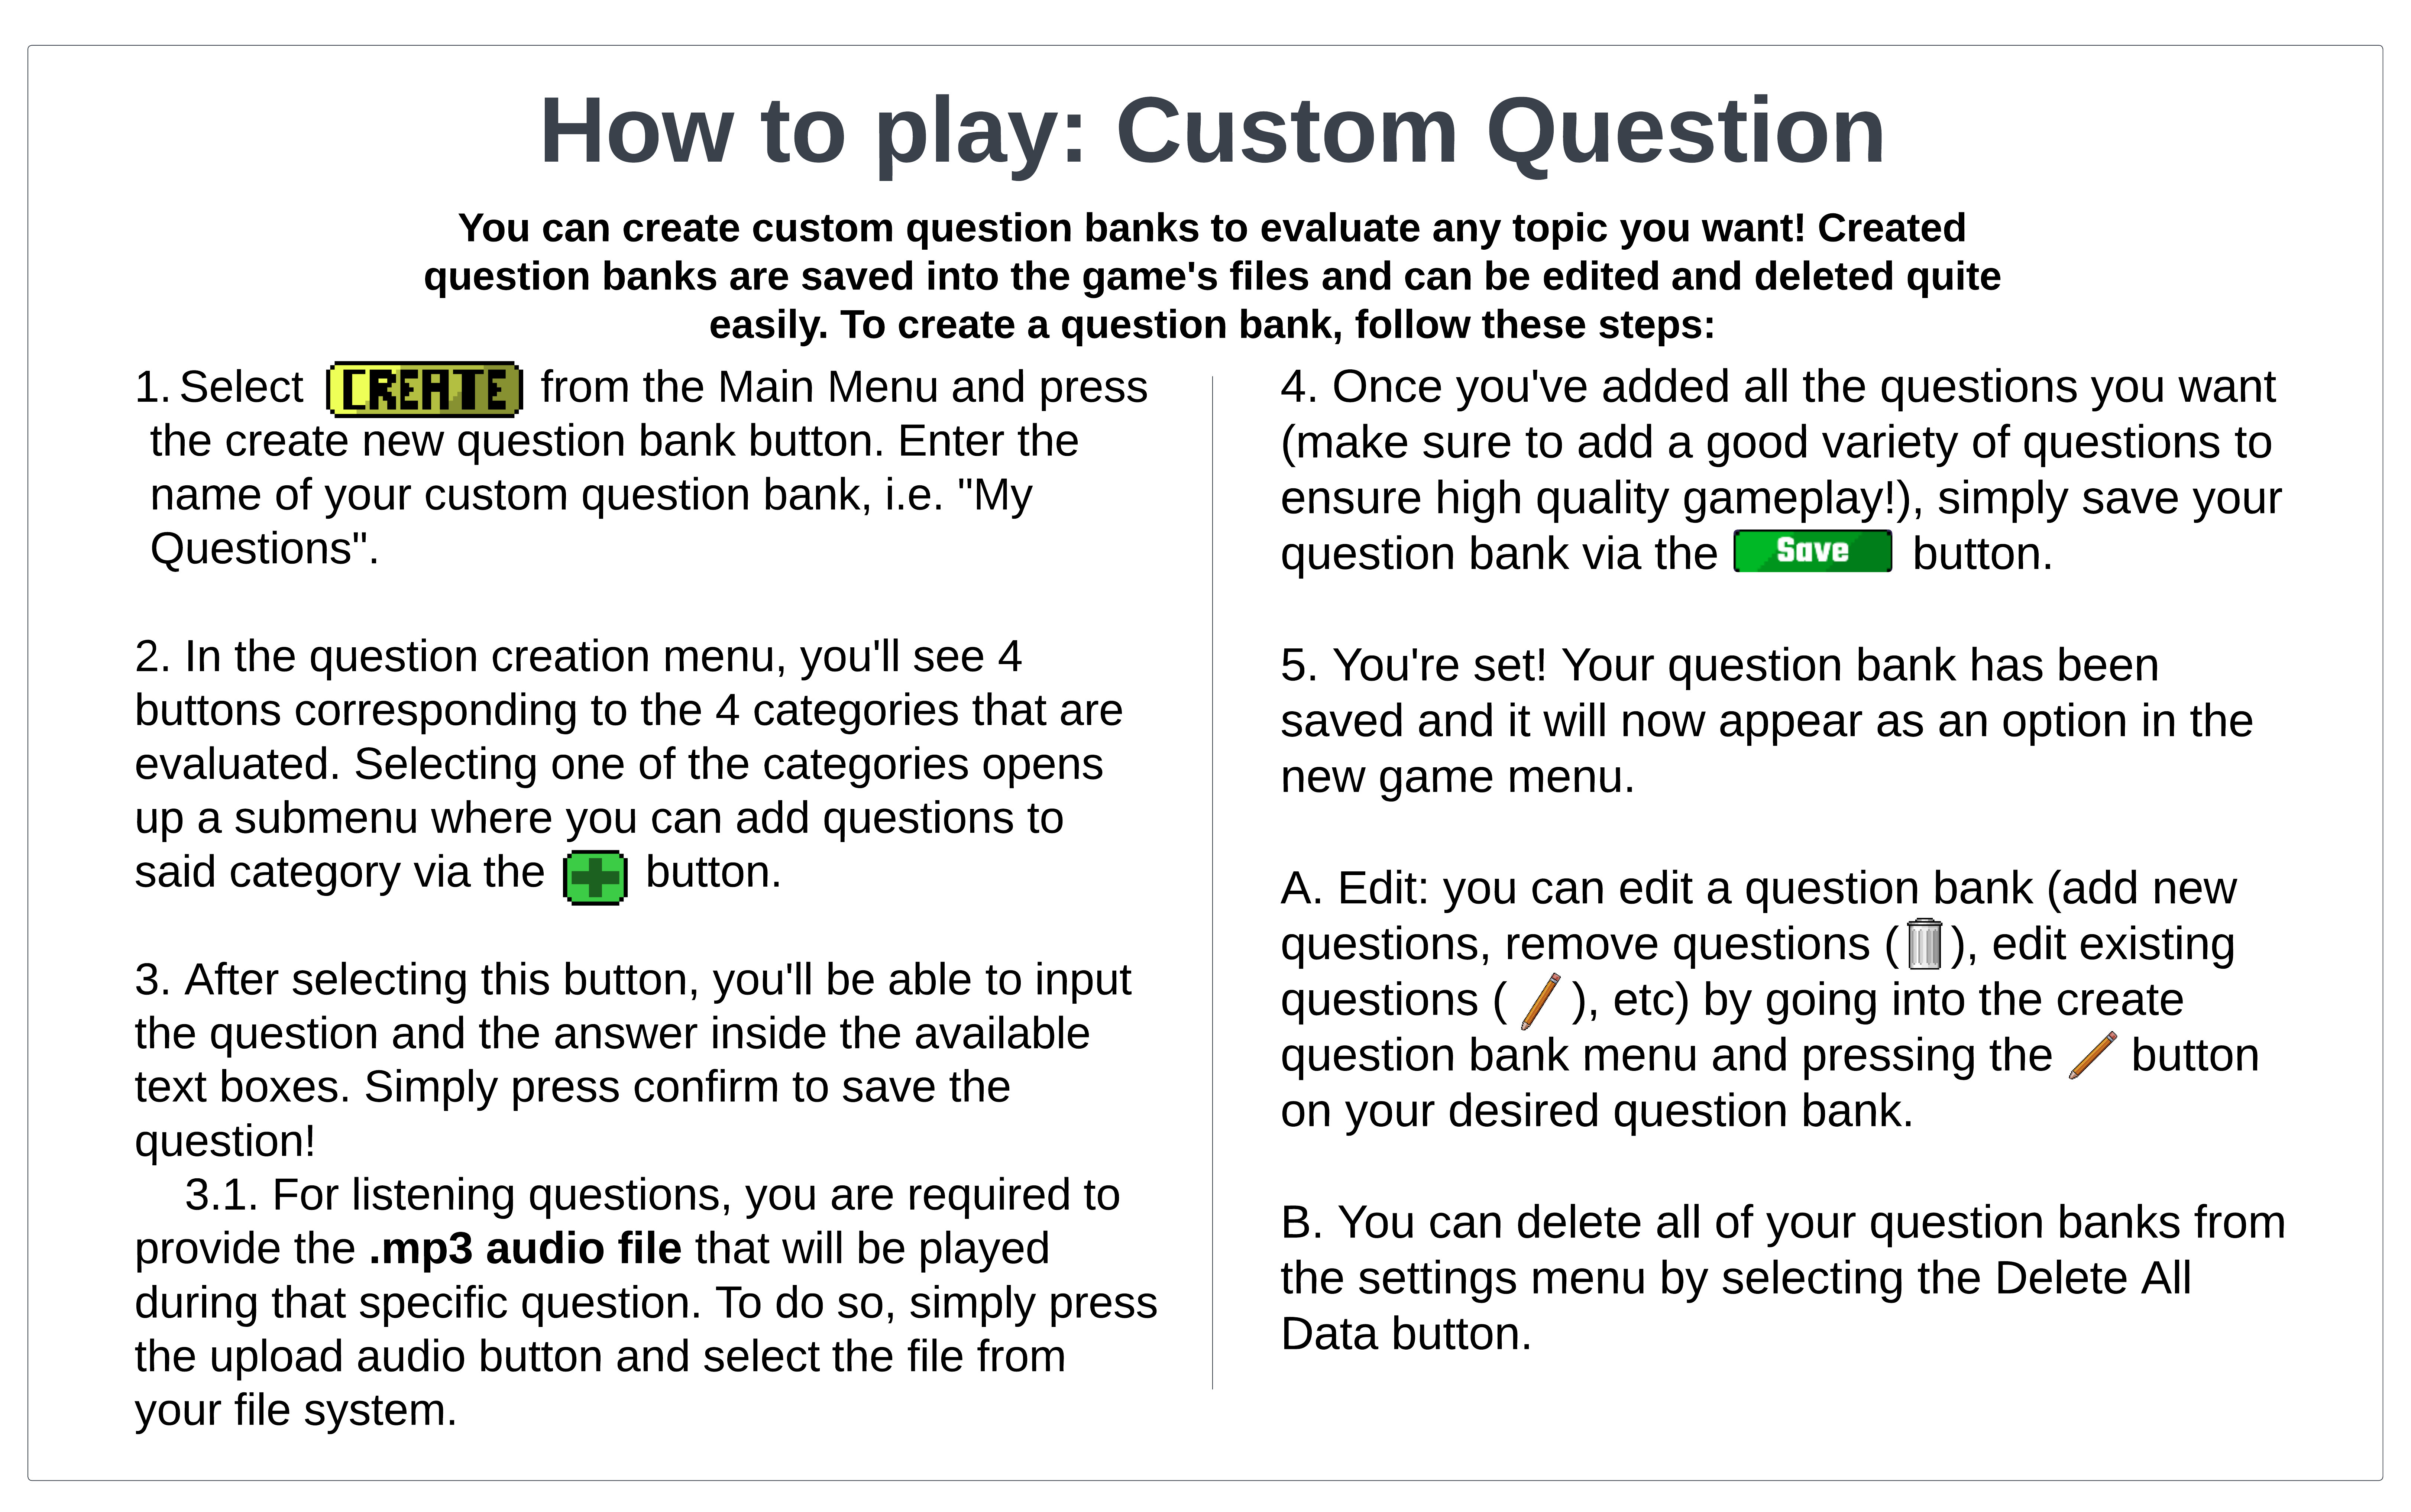 How to play: Custom Question
You can create custom question banks to evaluate any topic you want! Created
question banks are saved into the game's files and can be edited and deleted quite
easily. To create a question bank, follow these steps:
1. Select CREATE from the Main Menu and press
the create new question bank button. Enter the
name of your custom question bank, i.e. "My
Questions".
2. In the question creation menu, you'll see 4
buttons corresponding to the 4 categories that are
evaluated. Selecting one of the categories opens
up a submenu where you can add questions to
said category via the button.
3. After selecting this button, you'll be able to input
the question and the answer inside the available
text boxes. Simply press confirm to save the
question!
3.1. For listening questions, you are required to
provide the .mp3 audio file that will be played
during that specific question. To do so, simply press
the upload audio button and select the file from
your file system.
4. Once you've added all the questions you want
(make sure to add a good variety of questions to
ensure high quality gameplay!), simply save your
question bank via the Save button.
5. You're set! Your question bank has been
saved and it will now appear as an option in the
new game menu.
A. Edit: you can edit a question bank (add new
questions, remove questions ( ), edit existing
questions ( ), etc) by going into the create
question bank menu and pressing the button
on your desired question bank.
B. You can delete all of your question banks from
the settings menu by selecting the Delete All
Data button.